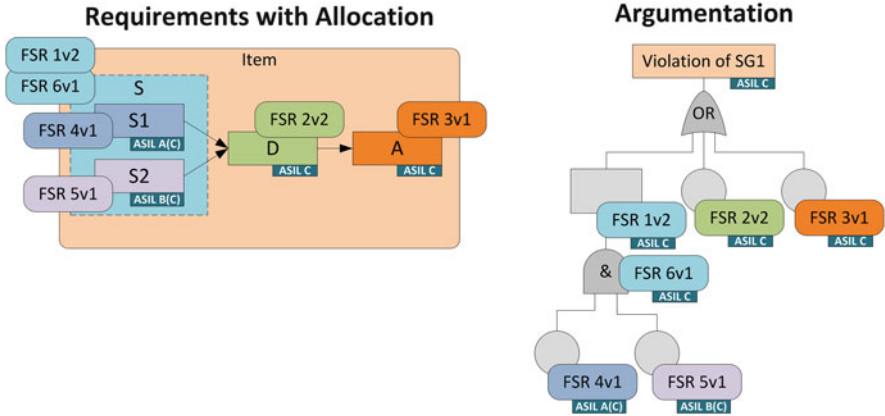 Requirements with Allocation
FSR 1v2
Item
FSR 6v1
S
S1
FSR 4v1
ASIL A(C)
FSR 2v2
FSR 3v1
D
A
ASIL C
ASIL C
S2
FSR 5v1
ASIL B(C)
Argumentation
Violation of SG1
ASIL C
OR
FSR 1v2
ASIL C
FSR 2v2
ASIL C
FSR 3v1
ASIL C
&
FSR 6v1
ASIL C
FSR 4v1
ASIL A(C)
FSR 5v1
ASIL B(C)